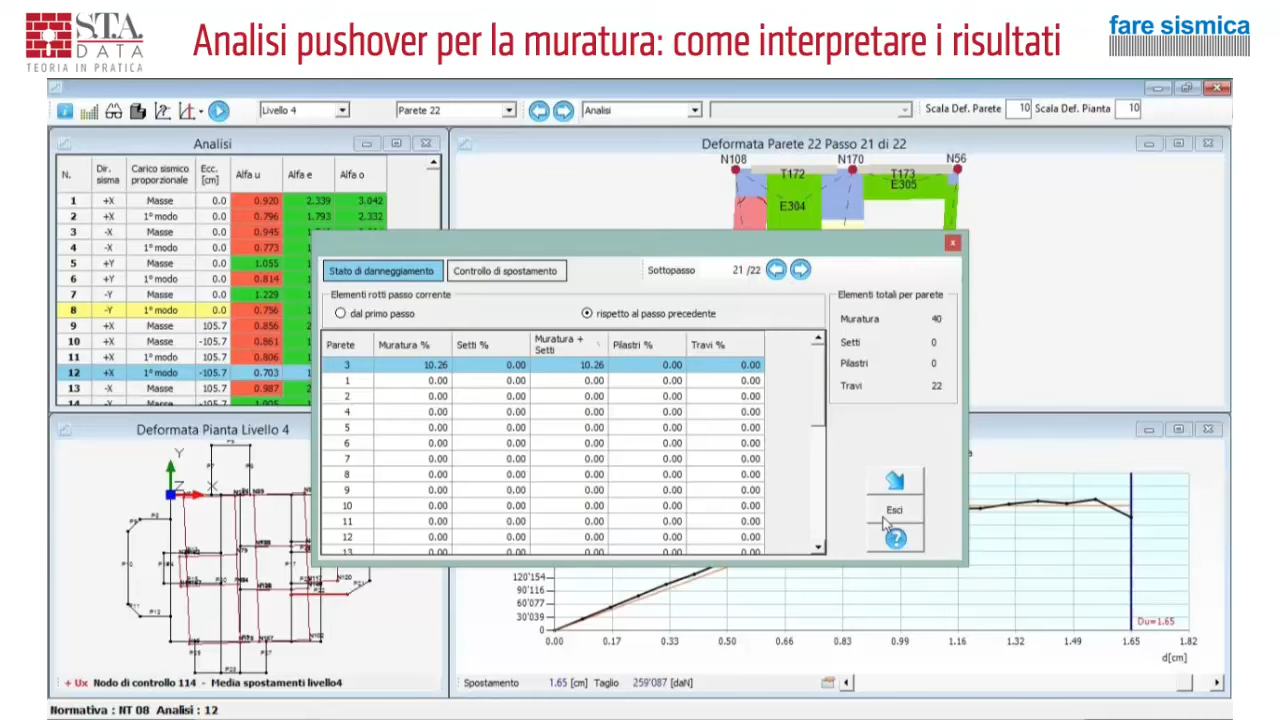 S.T.A. DATA
TEORIA IN PRATICA
Analisi pushover per la muratura: come interpretare i risultati
fare sismica
Livello 4
Parete 22
Analisi
Scala Def. Parete 10 Scala Def. Pianta 10
Analisi
N. Dir. sisma Carico sismico proporzionale Ecc. [cm] Alfa u Alfa e Alfa o
1 +X Masse 0.0 0.920 2.339 3.042
2 +X 1° modo 0.0 0.796 1.793 2.332
3 -X Masse 0.0 0.945
4 -X 1° modo 0.0 0.773
5 +Y Masse 0.0 1.055
6 +Y 1° modo 0.0 0.814
7 -Y Masse 0.0 1.229
8 -Y 1° modo 0.0 0.756
9 +X Masse 105.7 0.856
10 +X Masse -105.7 0.861
11 +X 1° modo 105.7 0.806
12 +X 1° modo -105.7 0.703
13 -X Masse 105.7 0.987
14 -X Masse -105.7 1.005
Deformata Parete 22 Passo 21 di 22
N108 N170 N56
T172 T173
E305
E304
Stato di danneggiamento
Controllo di spostamento
Sottopasso 21 /22
Elementi rotti passo corrente
dal primo passo
rispetto al passo precedente
Parete Muratura % Setti % Muratura + Setti Pilastri % Travi %
3 10.26 0.00 10.26 0.00 0.00
1 0.00 0.00 0.00 0.00 0.00
2 0.00 0.00 0.00 0.00 0.00
4 0.00 0.00 0.00 0.00 0.00
5 0.00 0.00 0.00 0.00 0.00
6 0.00 0.00 0.00 0.00 0.00
7 0.00 0.00 0.00 0.00 0.00
8 0.00 0.00 0.00 0.00 0.00
9 0.00 0.00 0.00 0.00 0.00
10 0.00 0.00 0.00 0.00 0.00
11 0.00 0.00 0.00 0.00 0.00
12 0.00 0.00 0.00 0.00 0.00
13 0.00 0.00 0.00 0.00 0.00
Elementi totali per parete
Muratura 40
Setti 0
Pilastri 0
Travi 22
Esci
Deformata Pianta Livello 4
Y
Z X
+ Ux Nodo di controllo 114 - Media spostamenti livello4
120'154
90'116
60'077
30'039
0
0.00 0.17 0.33 0.50 0.66 0.83 0.99 1.16 1.32 1.49 1.65 1.82
Du=1.65
d[cm]
Spostamento 1.65 [cm] Taglio 259'087 [daN]
Normativa : NT 08 Analisi : 12